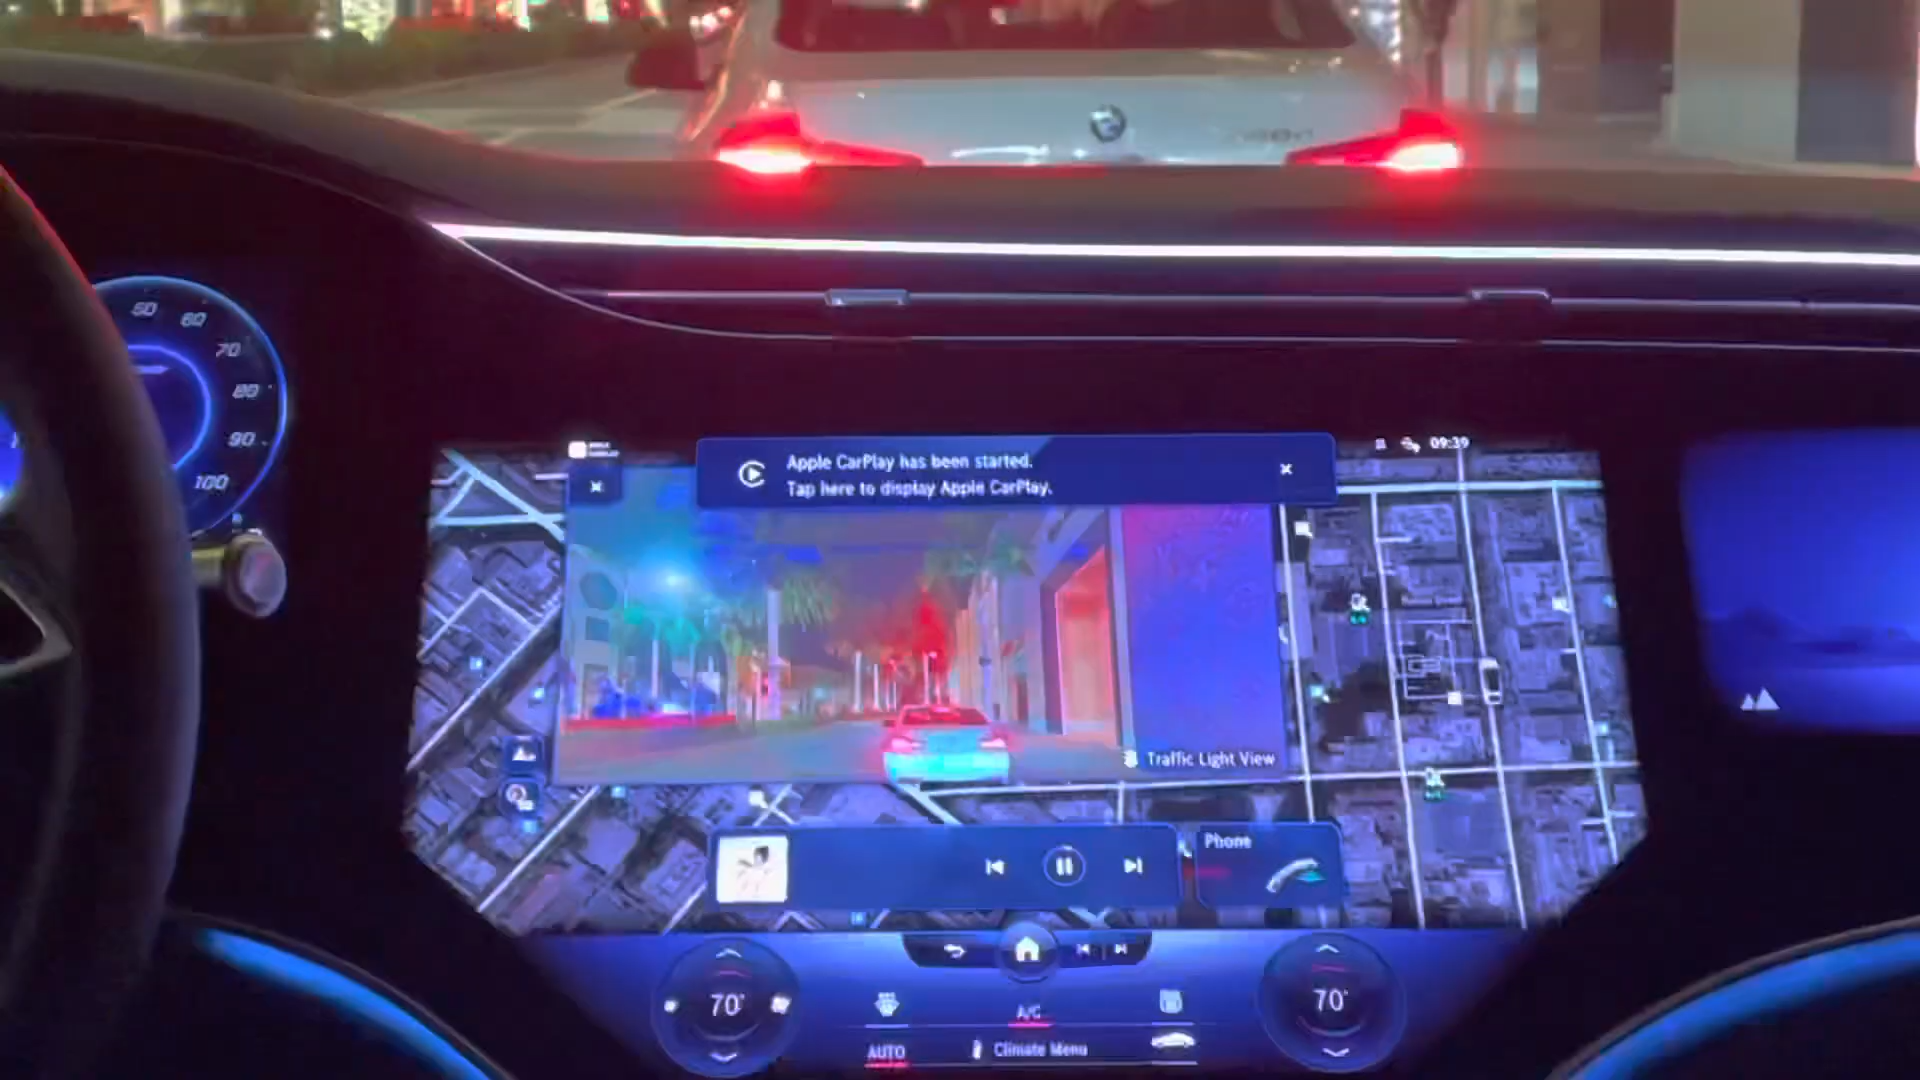 50
60
70
80
90
100
09:39
Apple CarPlay has been started.
Tap here to display Apple CarPlay.
Traffic Light View
Phone
70°
A/C
70°
AUTO
Climate Menu